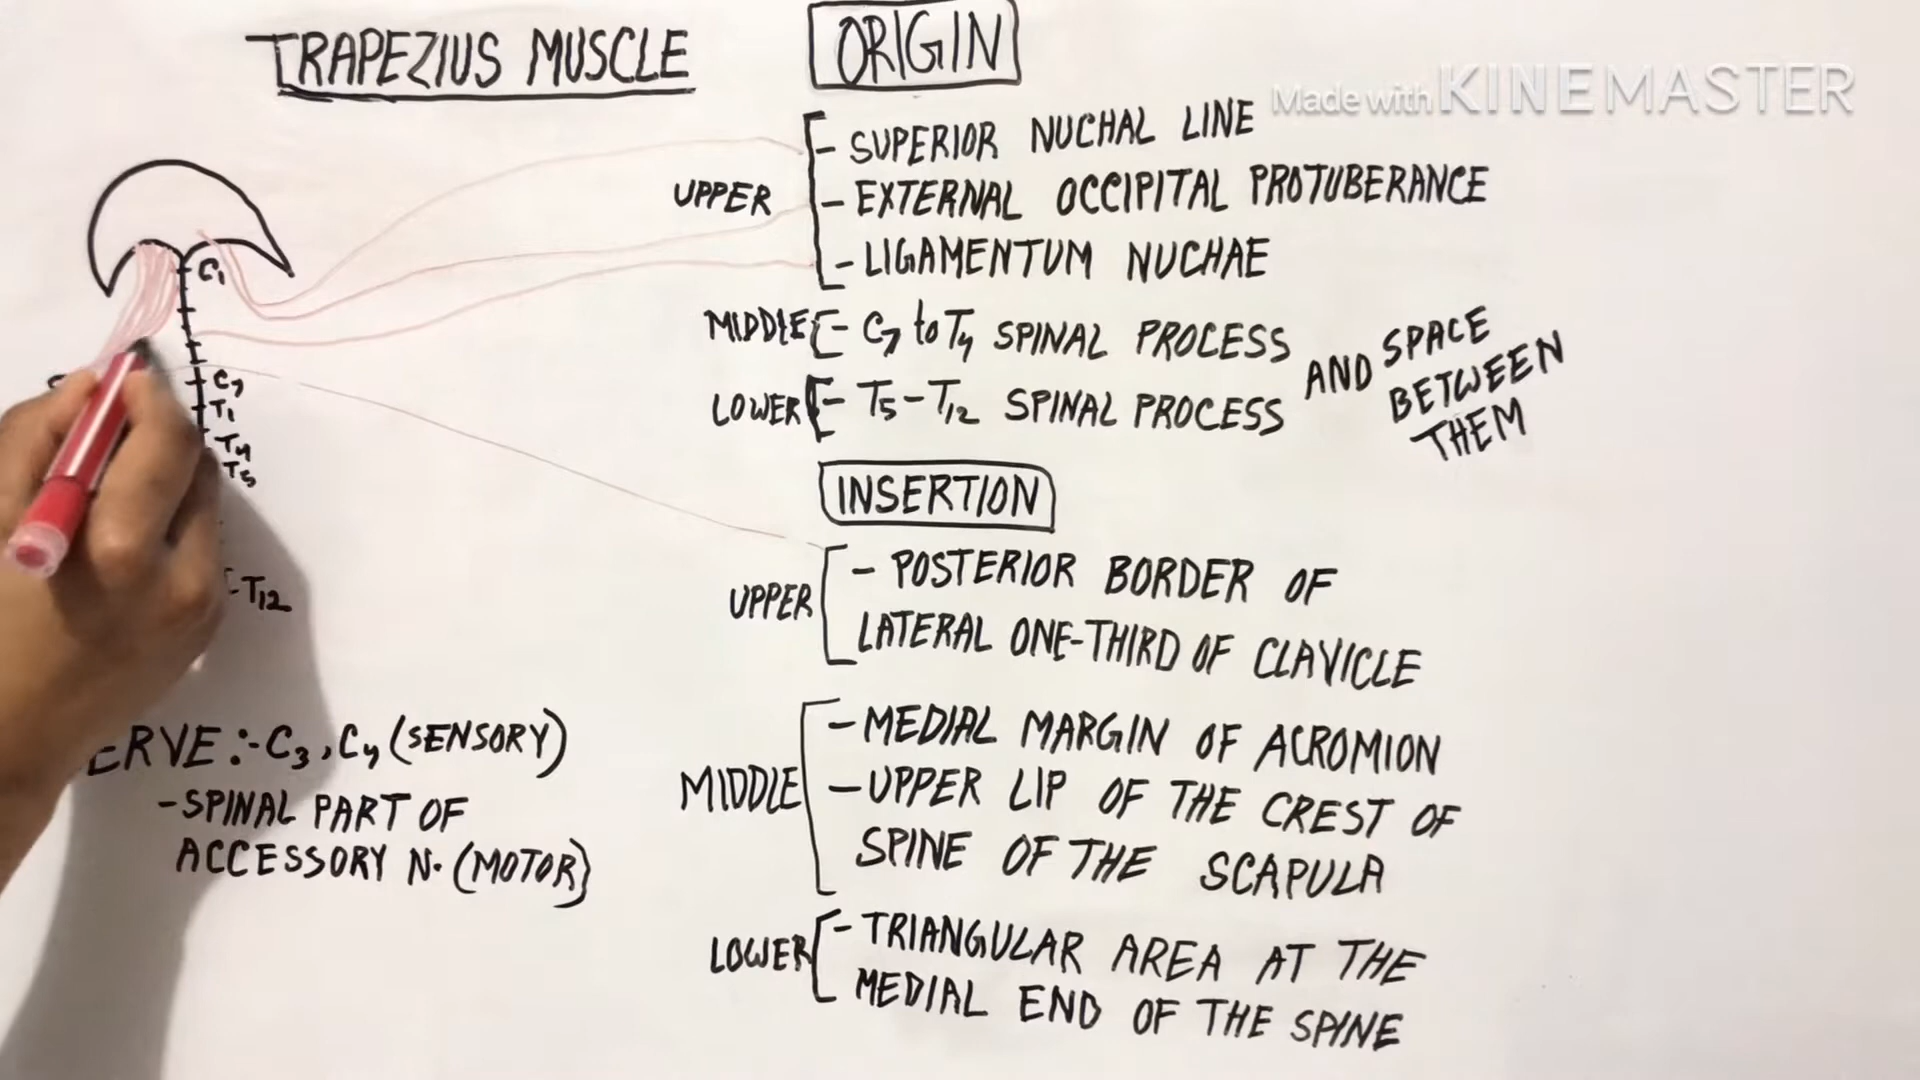 TRAPEZIUS MUSCLE
ORIGIN
Made with KINEMASTER
UPPER
- SUPERIOR NUCHAL LINE
- EXTERNAL OCCIPITAL PROTUBERANCE
- LIGAMENTUM NUCHAE
MIDDLE
- C7 to T4 SPINAL PROCESS
LOWER
- T5-T12 SPINAL PROCESS
AND SPACE
BETWEEN
THEM
C1
C7
T1
T4
T5
-T12
INSERTION
UPPER
- POSTERIOR BORDER OF
LATERAL ONE-THIRD OF CLAVICLE
MIDDLE
- MEDIAL MARGIN OF ACROMION
- UPPER LIP OF THE CREST OF
SPINE OF THE SCAPULA
LOWER
- TRIANGULAR AREA AT THE
MEDIAL END OF THE SPINE
ERVE :- C3, C4 (SENSORY)
- SPINAL PART OF
ACCESSORY N. (MOTOR)